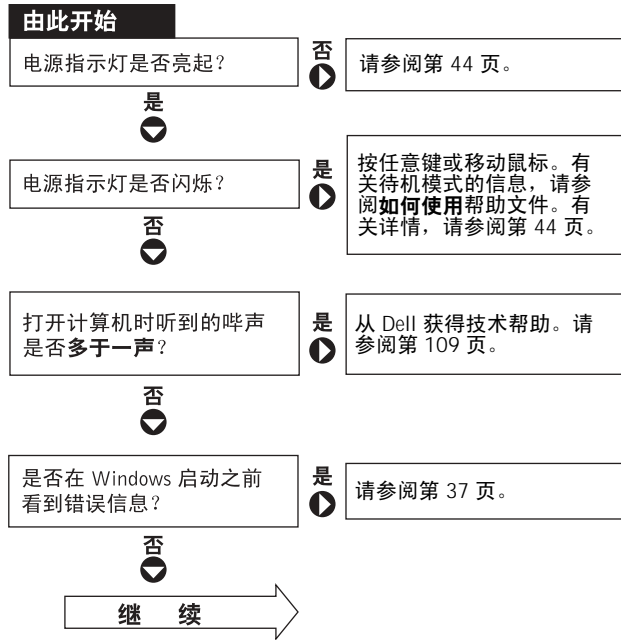 由此开始
电源指示灯是否亮起?
否
请参阅第 44 页。
是
电源指示灯是否闪烁?
是
按任意键或移动鼠标。有
关待机模式的信息，请参
阅如何使用帮助文件。有
关详情，请参阅第 44 页。
否
打开计算机时听到的哔声
是否多于一声?
是
从 Dell 获得技术帮助。请
参阅第 109 页。
否
是否在 Windows 启动之前
看到错误信息?
是
请参阅第 37 页。
否
继 续